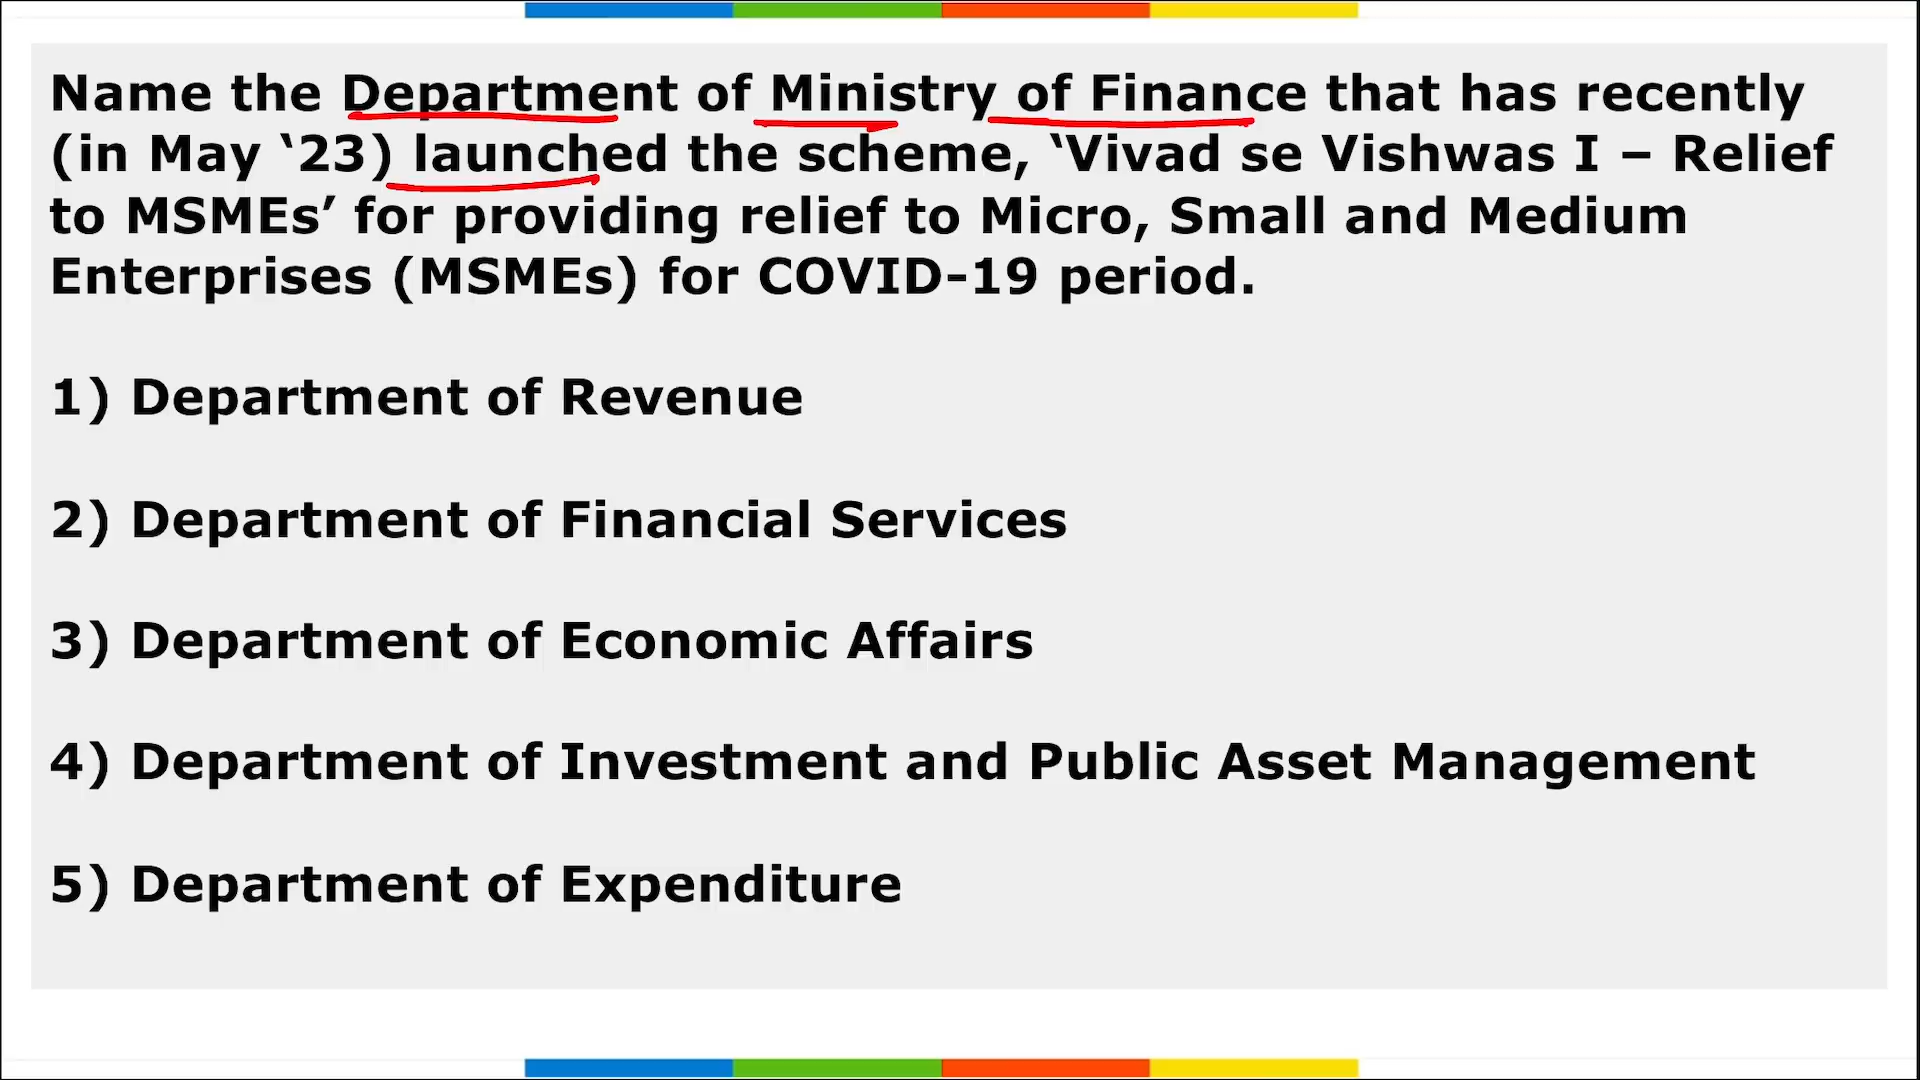 Name the Department of Ministry of Finance that has recently
(in May ‘23) launched the scheme, ‘Vivad se Vishwas I – Relief
to MSMEs’ for providing relief to Micro, Small and Medium
Enterprises (MSMEs) for COVID-19 period.
1) Department of Revenue
2) Department of Financial Services
3) Department of Economic Affairs
4) Department of Investment and Public Asset Management
5) Department of Expenditure